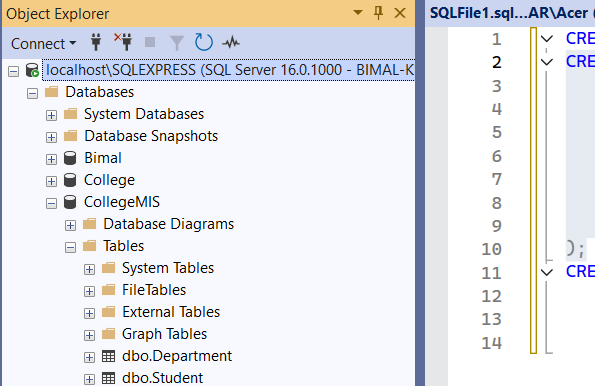 Object Explorer
Connect
localhost\SQLEXPRESS (SQL Server 16.0.1000 - BIMAL-K
Databases
System Databases
Database Snapshots
Bimal
College
CollegeMIS
Database Diagrams
Tables
System Tables
FileTables
External Tables
Graph Tables
dbo.Department
dbo.Student
SQLFile1.sql...AR\Acer (
1 CRE
2 CRE
3
4
5
6
7
8
9
10 );
11 CRE
12
13
14